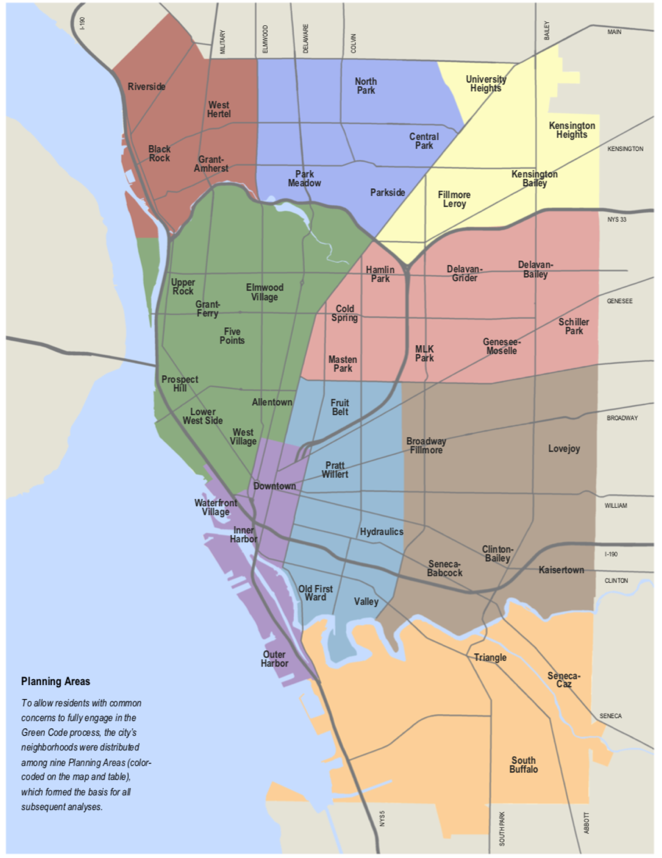 I-190
MILITARY
ELMWOOD
DELAWARE
COLVIN
BAILEY
MAIN
Riverside
North
Park
University
Heights
West
Hertel
Kensington
Heights
Central
Park
KENSINGTON
Black
Rock
Grant-
Amherst
Park
Meadow
Kensington
Bailey
Parkside
Fillmore
Leroy
NYS 33
Hamlin
Park
Delavan-
Grider
Delavan-
Bailey
Upper
Rock
Elmwood
Village
GENESEE
Grant-
Ferry
Cold
Spring
Schiller
Park
Five
Points
MLK
Park
Genesee-
Moselle
Masten
Park
Prospect
Hill
Allentown
Fruit
Belt
Lower
West Side
BROADWAY
West
Village
Broadway
Fillmore
Lovejoy
Pratt
Willert
Downtown
Waterfront
Village
WILLIAM
Inner
Harbor
Hydraulics
Clinton-
Bailey
I-190
Seneca-
Babcock
Kaisertown
CLINTON
Old First
Ward
Valley
Outer
Harbor
Triangle
Seneca-
Caz
SENECA
South
Buffalo
NYS 5
SOUTH PARK
ABBOTT
Planning Areas
To allow residents with common
concerns to fully engage in the
Green Code process, the city's
neighborhoods were distributed
among nine Planning Areas (color-
coded on the map and table),
which formed the basis for all
subsequent analyses.